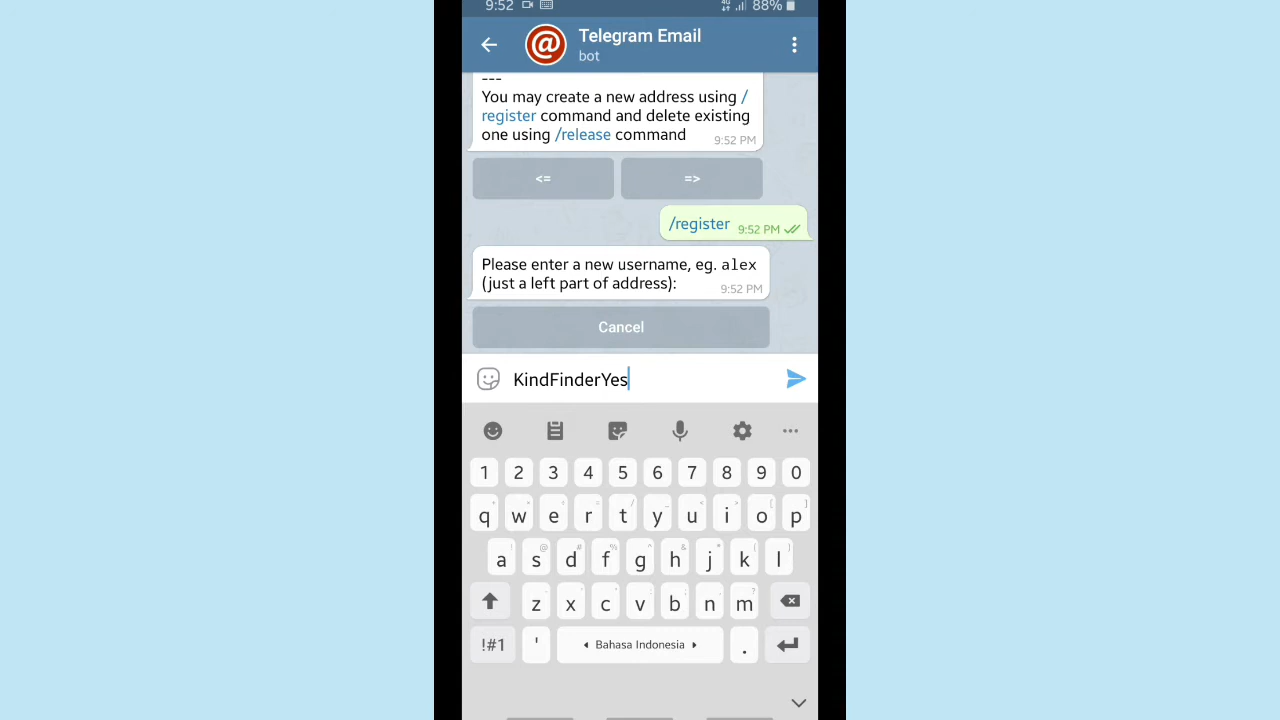 9:52 88%
Telegram Email
bot
---
You may create a new address using /
register command and delete existing
one using /release command 9:52 PM
<= =>
/register 9:52 PM
Please enter a new username, eg. alex
(just a left part of address): 9:52 PM
Cancel
KindFinderYes
1 2 3 4 5 6 7 8 9 0
q w e r t y u i o p
a s d f g h j k l
z x c v b n m
!#1 ' Bahasa Indonesia .